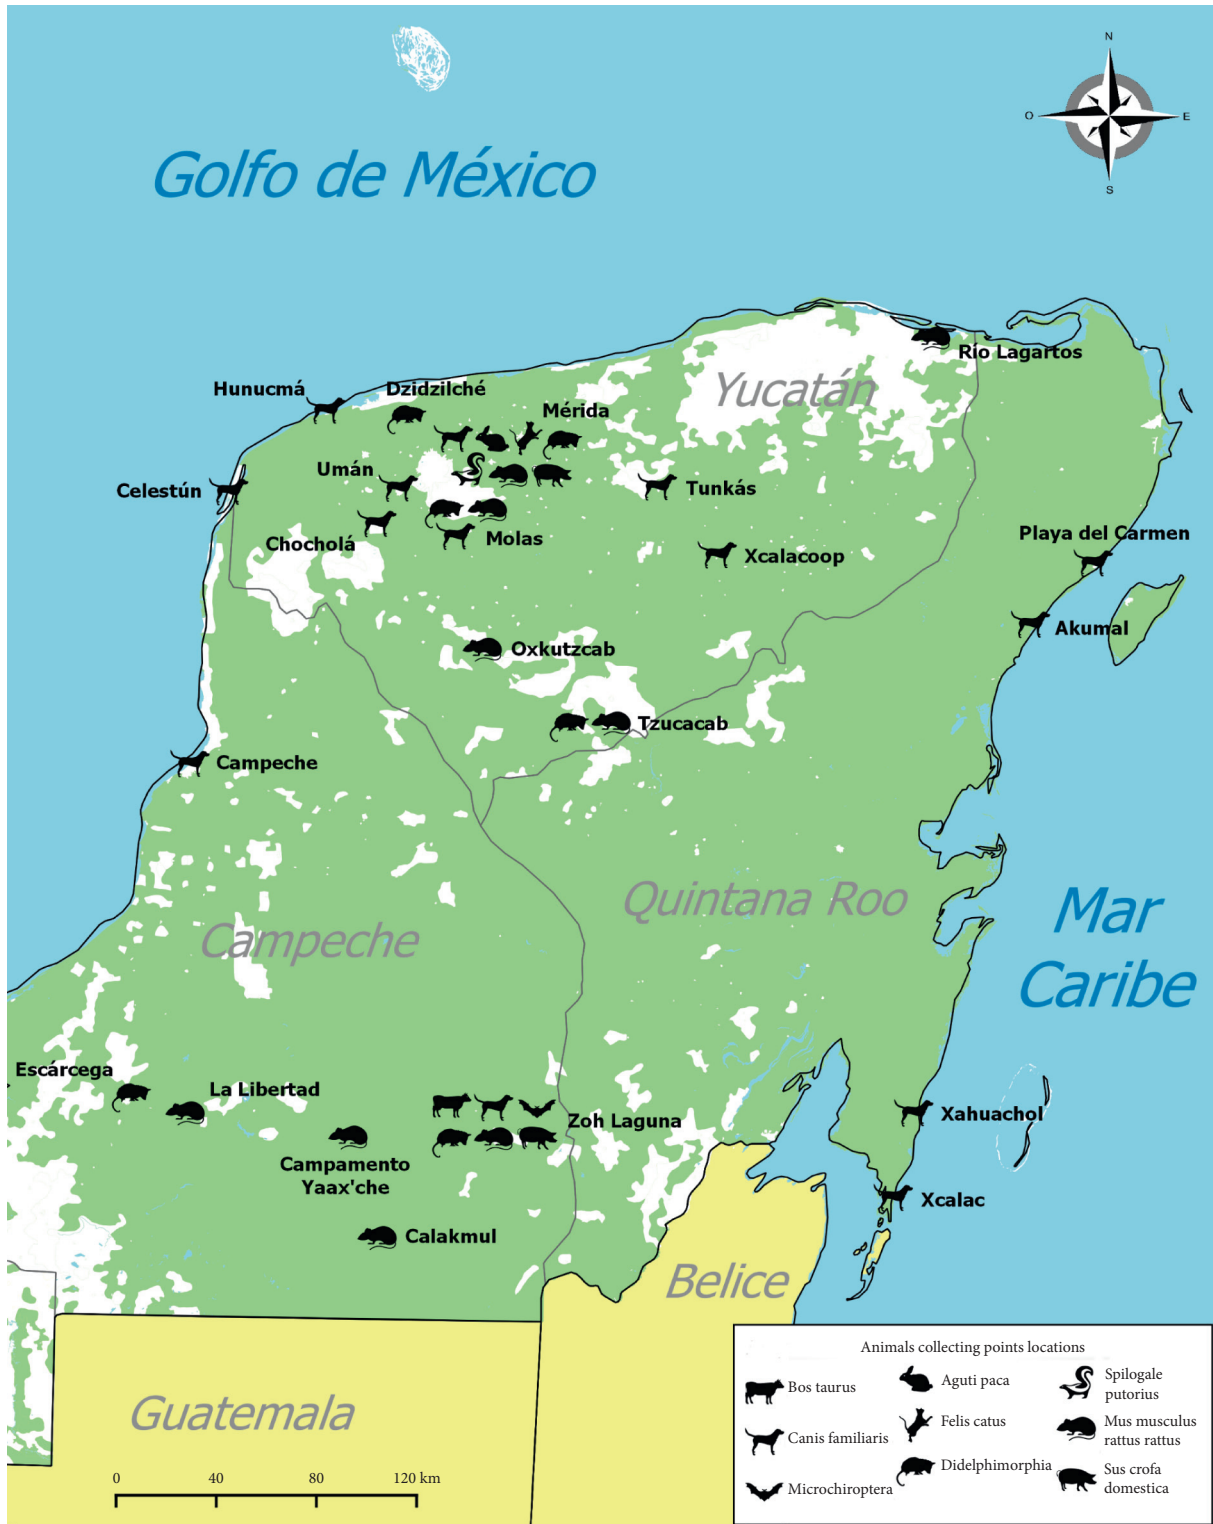 N
O
E
S
Golfo de México
Río Lagartos
Yucatán
Hunucmá
Dzidzilché
Mérida
Umán
Celestún
Tunkás
Chocholá
Molas
Xcalacoop
Playa del Carmen
Akumal
Oxkutzcab
Tzucacab
Campeche
Quintana Roo
Campeche
Mar
Caribe
Escárcega
La Libertad
Zoh Laguna
Xahuachol
Campamento
Yaax'che
Xcalac
Calakmul
Belice
Guatemala
0 40 80 120 km
Animals collecting points locations
Bos taurus
Canis familiaris
Microchiroptera
Aguti paca
Felis catus
Didelphimorphia
Spilogale
putorius
Mus musculus
rattus rattus
Sus crofa
domestica